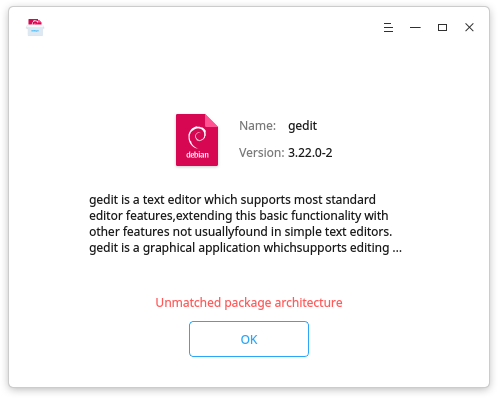 debian
Name: gedit
Version: 3.22.0-2
gedit is a text editor which supports most standard
editor features,extending this basic functionality with
other features not usuallyfound in simple text editors.
gedit is a graphical application whichsupports editing ...
Unmatched package architecture
OK